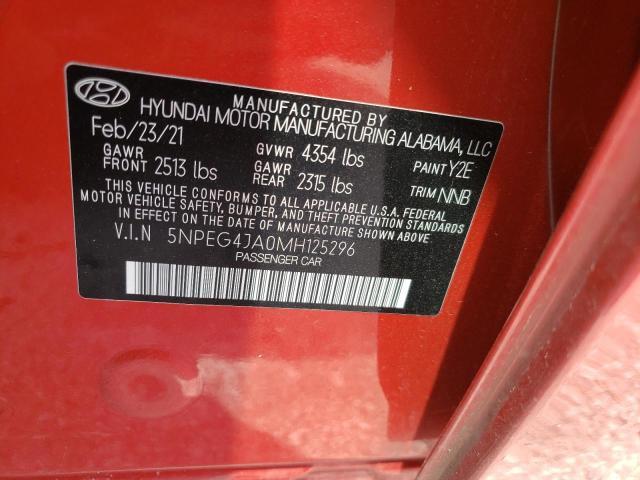 MANUFACTURED BY
HYUNDAI MOTOR MANUFACTURING ALABAMA, LLC
Feb/23/21
GAWR FRONT 2513 lbs
GVWR 4354 lbs
GAWR REAR 2315 lbs
PAINT Y2E
TRIM NNB
THIS VEHICLE CONFORMS TO ALL APPLICABLE U.S.A. FEDERAL
MOTOR VEHICLE SAFETY, BUMPER, AND THEFT PREVENTION STANDARDS
IN EFFECT ON THE DATE OF MANUFACTURE SHOWN ABOVE.
V.I.N 5NPEG4JA0MH125296
PASSENGER CAR